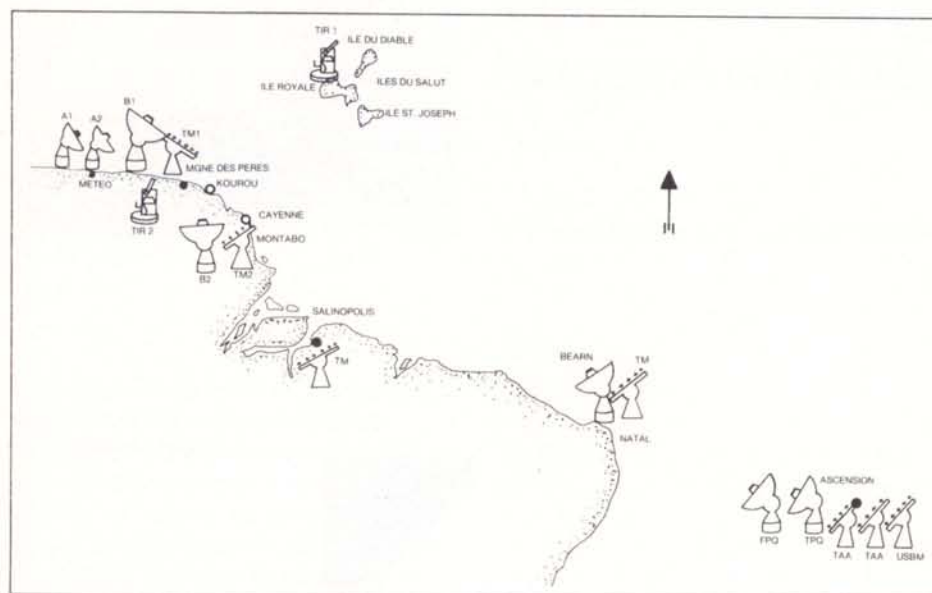 TIR 1
ILE DU DIABLE
ILE ROYALE
ILES DU SALUT
ILE ST. JOSEPH
A1
A2
B1
TM1
MGNE DES PERES
METEO
KOUROU
TIR 2
CAYENNE
MONTABO
B2
TM2
SALINOPOLIS
TM
BEARN
TM
NATAL
ASCENSION
FPQ
TPQ
TAA
TAA
USBM